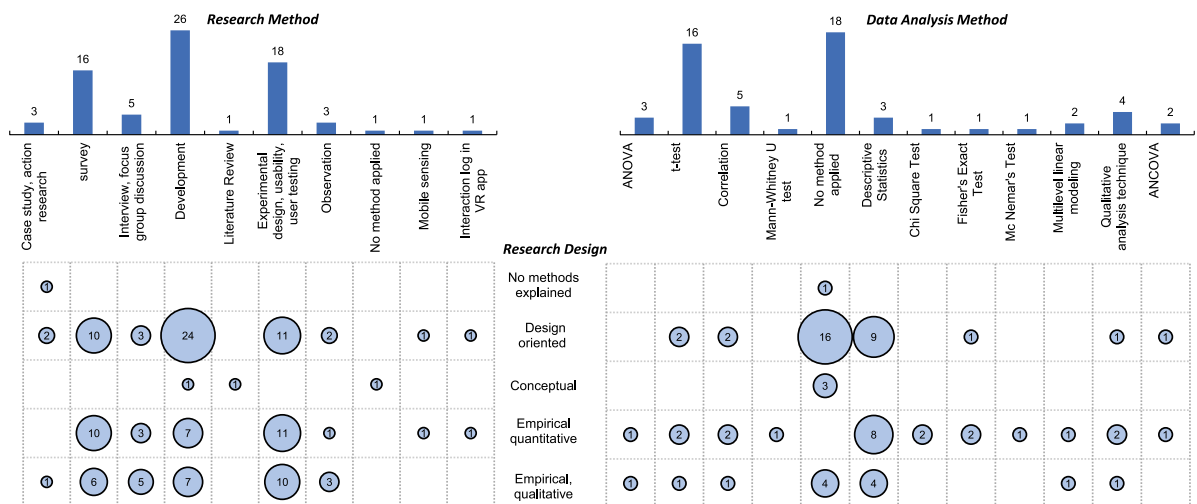 Research Method
26
16
18
5
3
1
3
1
1
1
Case study, action
research
survey
Interview, focus
group discussion
Development
Literature Review
Experimental
design, usability,
user testing
Observation
No method applied
Mobile sensing
Interaction log in
VR app
Data Analysis Method
3
16
5
1
18
3
1
1
1
2
4
2
ANOVA
t-test
Correlation
Mann-Whitney U
test
No method
applied
Descriptive
Statistics
Chi Square Test
Fisher's Exact
Test
Mc Nemar's Test
Multilevel linear
modeling
Qualitative
analysis technique
ANCOVA
Research Design
1
No methods
explained
1
2
10
3
24
11
2
1
1
Design
oriented
2
2
16
9
1
1
1
1
1
1
Conceptual
3
10
3
7
11
1
1
1
Empirical
quantitative
1
2
2
1
8
2
2
1
1
2
1
1
6
5
7
10
3
Empirical,
qualitative
1
1
1
4
4
1
1